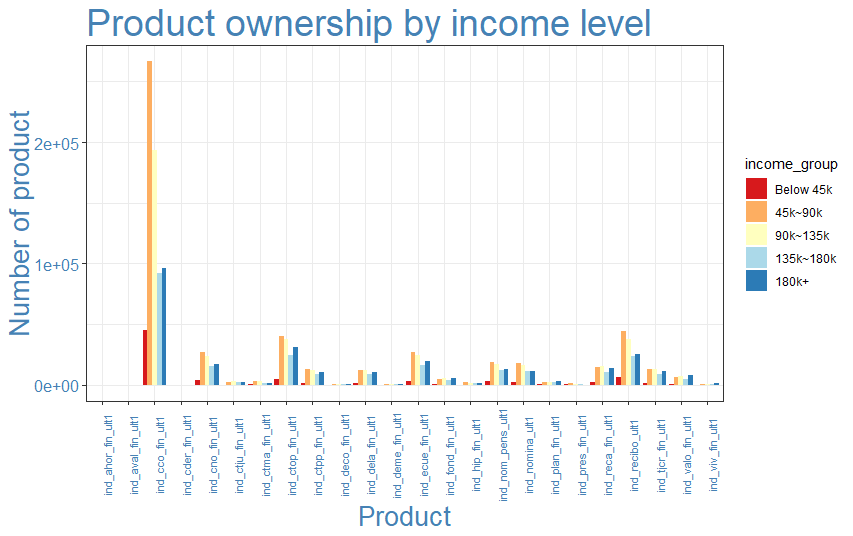 Product ownership by income level
Number of product
2e+05
1e+05
0e+00
ind_ahor_fin_ult1
ind_aval_fin_ult1
ind_cco_fin_ult1
ind_cder_fin_ult1
ind_cno_fin_ult1
ind_ctju_fin_ult1
ind_ctma_fin_ult1
ind_ctop_fin_ult1
ind_ctpp_fin_ult1
ind_deco_fin_ult1
ind_dela_fin_ult1
ind_deme_fin_ult1
ind_ecue_fin_ult1
ind_fond_fin_ult1
ind_hip_fin_ult1
ind_nom_pens_ult1
ind_nomina_ult1
ind_plan_fin_ult1
ind_pres_fin_ult1
ind_reca_fin_ult1
ind_recibo_ult1
ind_tjcr_fin_ult1
ind_valo_fin_ult1
ind_viv_fin_ult1
Product
income_group
Below 45k
45k~90k
90k~135k
135k~180k
180k+